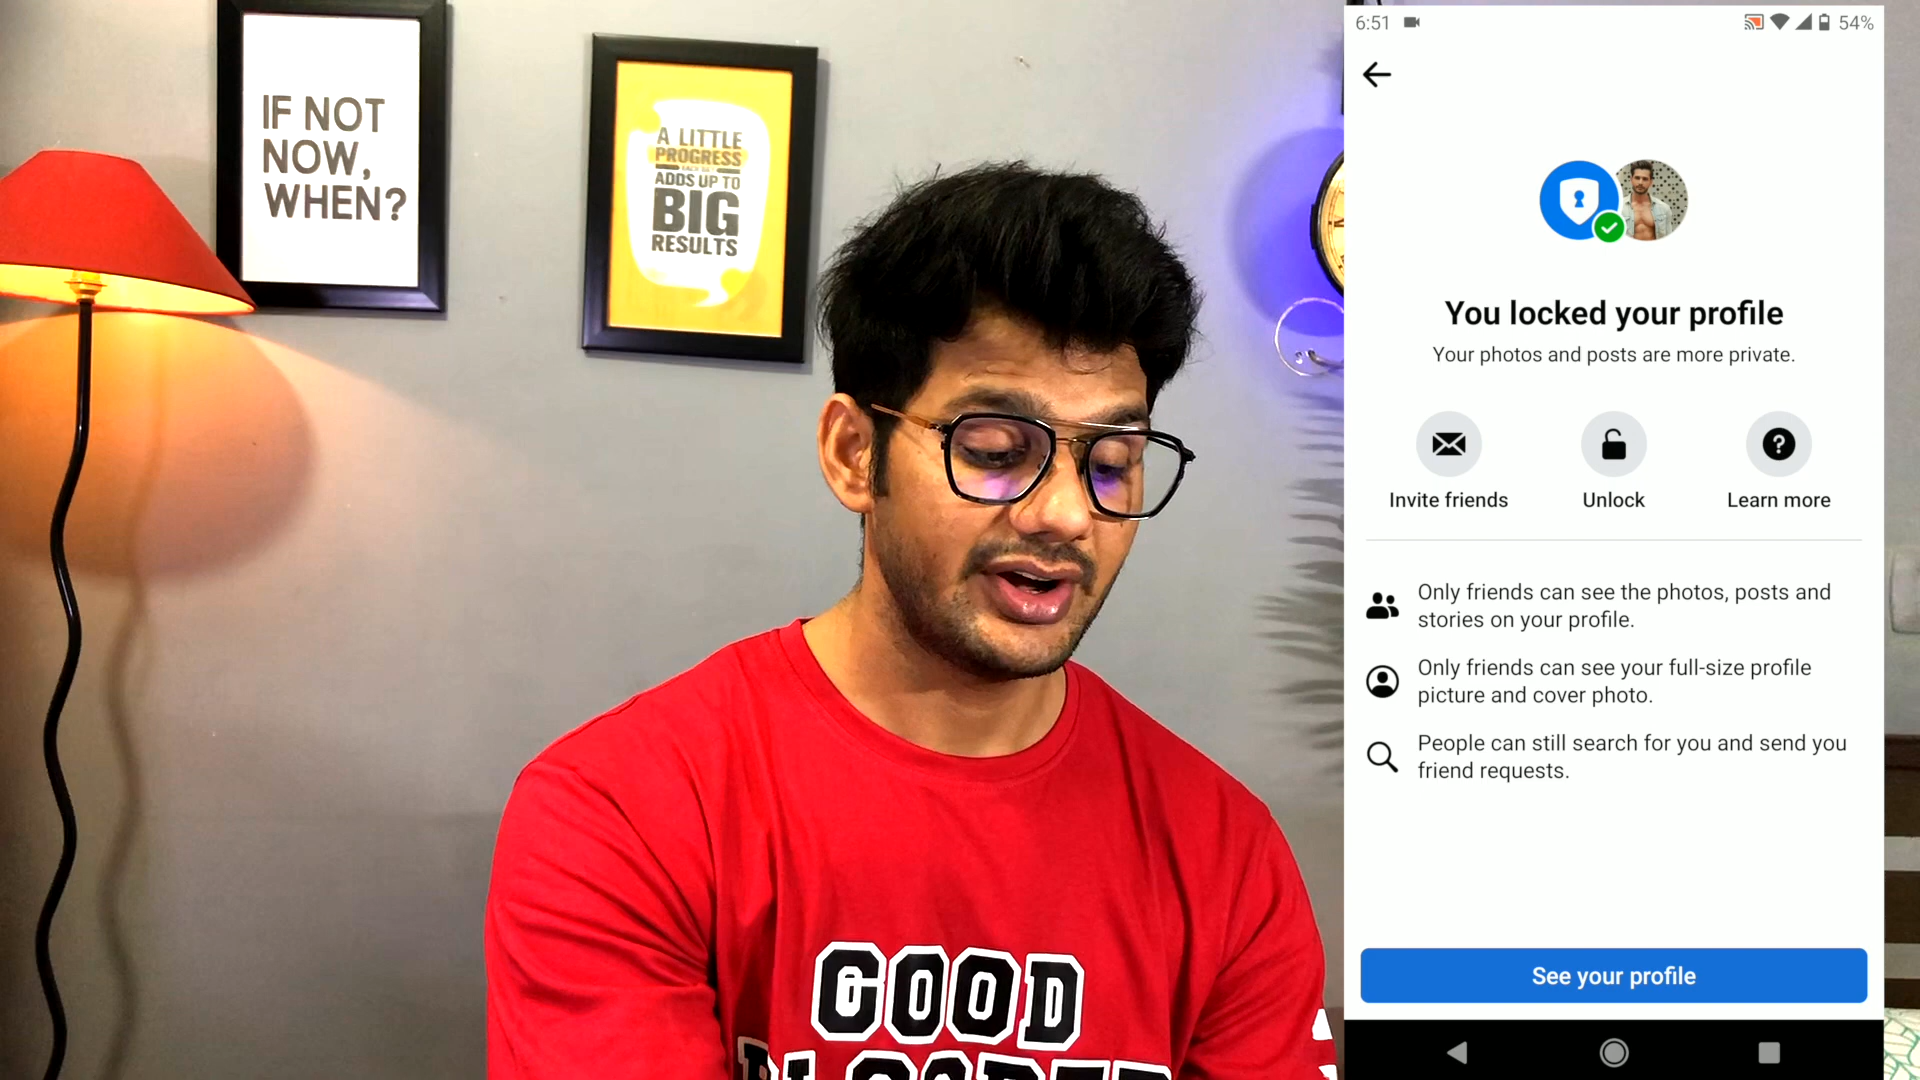 IF NOT
NOW,
WHEN?
A LITTLE
PROGRESS
ADDS UP TO
BIG
RESULTS
GOOD
6:51
54%
You locked your profile
Your photos and posts are more private.
Invite friends
Unlock
Learn more
Only friends can see the photos, posts and
stories on your profile.
Only friends can see your full-size profile
picture and cover photo.
People can still search for you and send you
friend requests.
See your profile